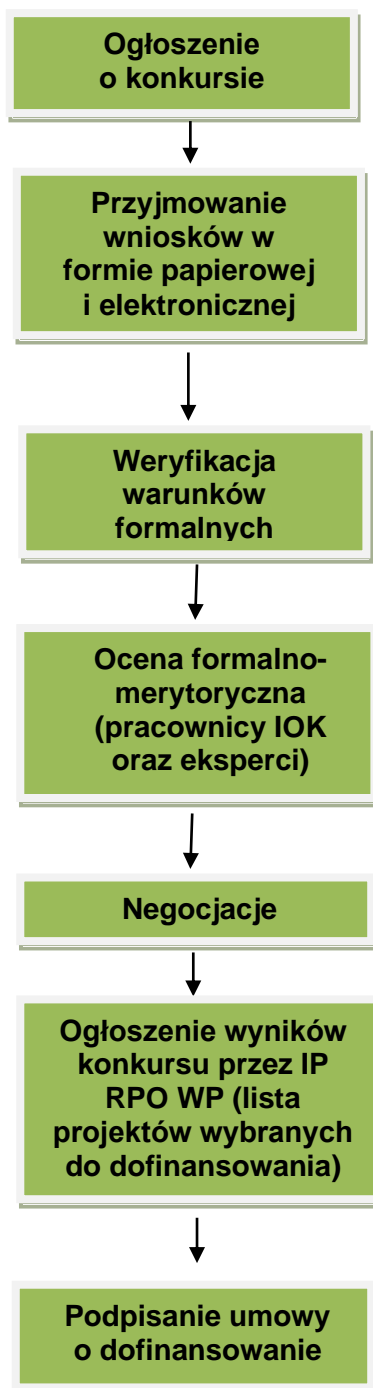 Ogłoszenie
o konkursie
Przyjmowanie
wniosków w
formie papierowej
i elektronicznej
Weryfikacja
warunków
formalnych
Ocena formalno-
merytoryczna
(pracownicy IOK
oraz eksperci)
Negocjacje
Ogłoszenie wyników
konkursu przez IP
RPO WP (lista
projektów wybranych
do dofinansowania)
Podpisanie umowy
o dofinansowanie